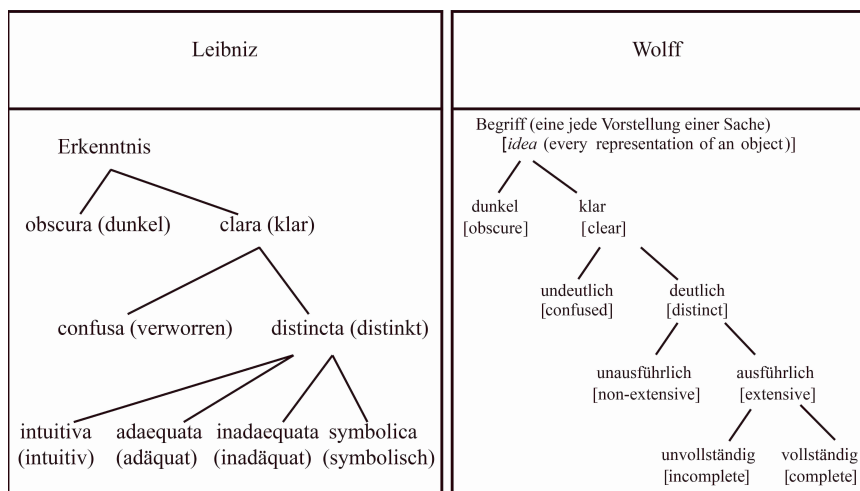 Leibniz
Erkenntnis
obscura (dunkel) clara (klar)
confusa (verworren) distincta (distinkt)
intuitiva adaequata inadaequata symbolica
(intuitiv) (adäquat) (inadäquat) (symbolisch)
Wolff
Begriff (eine jede Vorstellung einer Sache)
[idea (every representation of an object)]
dunkel klar
[obscure] [clear]
undeutlich deutlich
[confused] [distinct]
unausführlich ausführlich
[non-extensive] [extensive]
unvollständig vollständig
[incomplete] [complete]